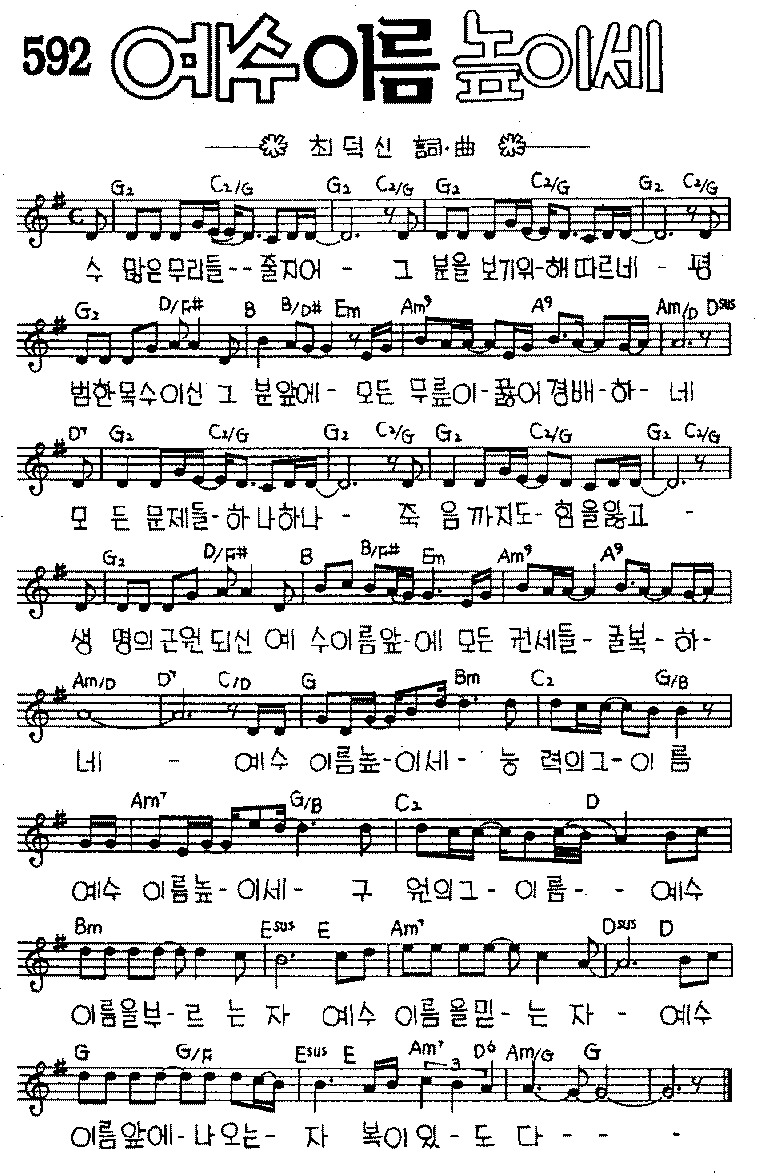 592 예수이름높이세
최덕신 詞·曲
G2 C2/G G2 C2/G G2 C2/G G2 C2/G
수 많은무리들--줄지어 - 그 분을보기위-해따르네 - 평
G2 D/F# B B/D# Em Am9 A9 Am/D Dsus
범한목수이신 그 분앞에- 모든 무릎이-꿇어경배-하- 네
D7 G2 C2/G G2 C2/G G2 C2/G G2 C2/G
모 든 문제들-하나하나 - 죽 음까지도-힘을잃고 -
G2 D/F# B B/F# Em Am9 A9
생 명의근원되신 예 수이름앞-에 모든 권세들-굴복-하-
Am/D D7 C/D G Bm C2 G/B
네 - 예수 이름높-이세- 능 력의그-이름
Am7 G/B C2 D
예수 이름높-이세- 구 원의그-이름-- 예수
Bm Esus E Am7 Dsus D
이름을부-르 는 자 예수 이름을믿-는 자- 예수
G G/F Esus E Am7 3 D6 Am/G G
이름앞에-나오는- 자 복이있-도 다- - -